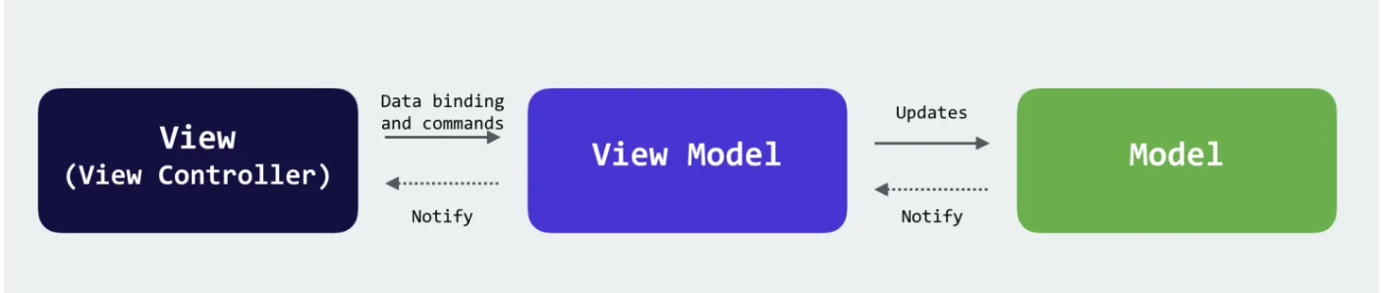 View
(View Controller)
Data binding
and commands
Notify
View Model
Updates
Notify
Model